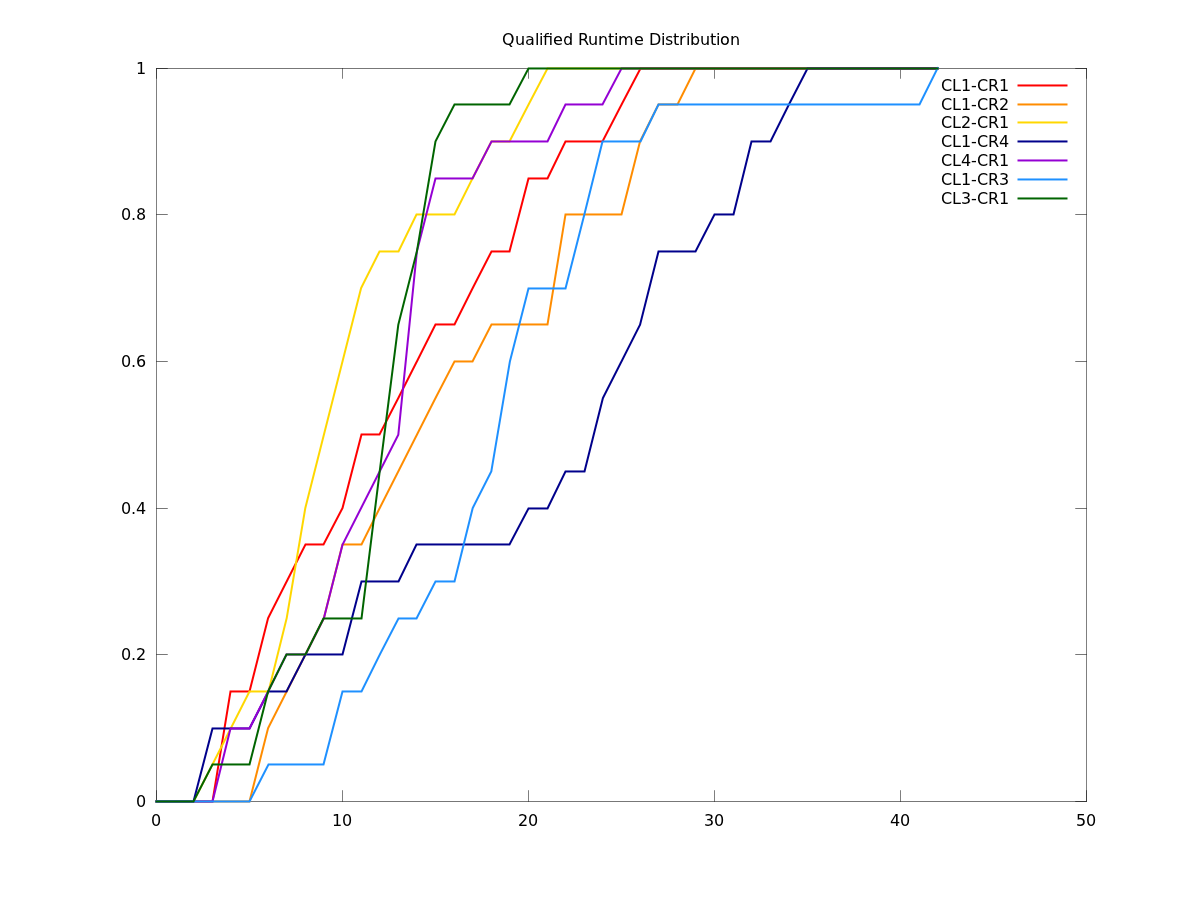 Qualified Runtime Distribution
1
0.8
0.6
0.4
0.2
0
0 10 20 30 40 50
CL1-CR1
CL1-CR2
CL2-CR1
CL1-CR4
CL4-CR1
CL1-CR3
CL3-CR1